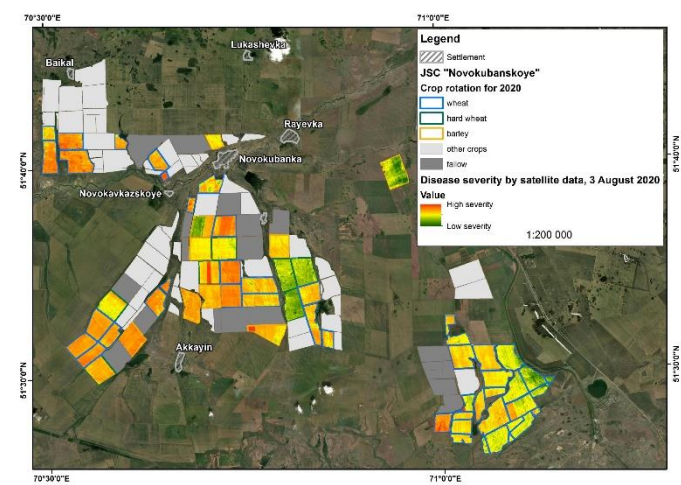 70°30'0"E
71°0'0"E
Legend
Settlement
JSC "Novokubanskoye"
Crop rotation for 2020
wheat
hard wheat
barley
other crops
fallow
Disease severity by satellite data, 3 August 2020
Value
High severity
Low severity
1:200 000
Lukashevka
Baikal
Rayevka
Novokubanka
Novokavkazskoye
Akkayin
51°40'0"N
51°40'0"N
51°30'0"N
51°30'0"N
70°30'0"E
71°0'0"E